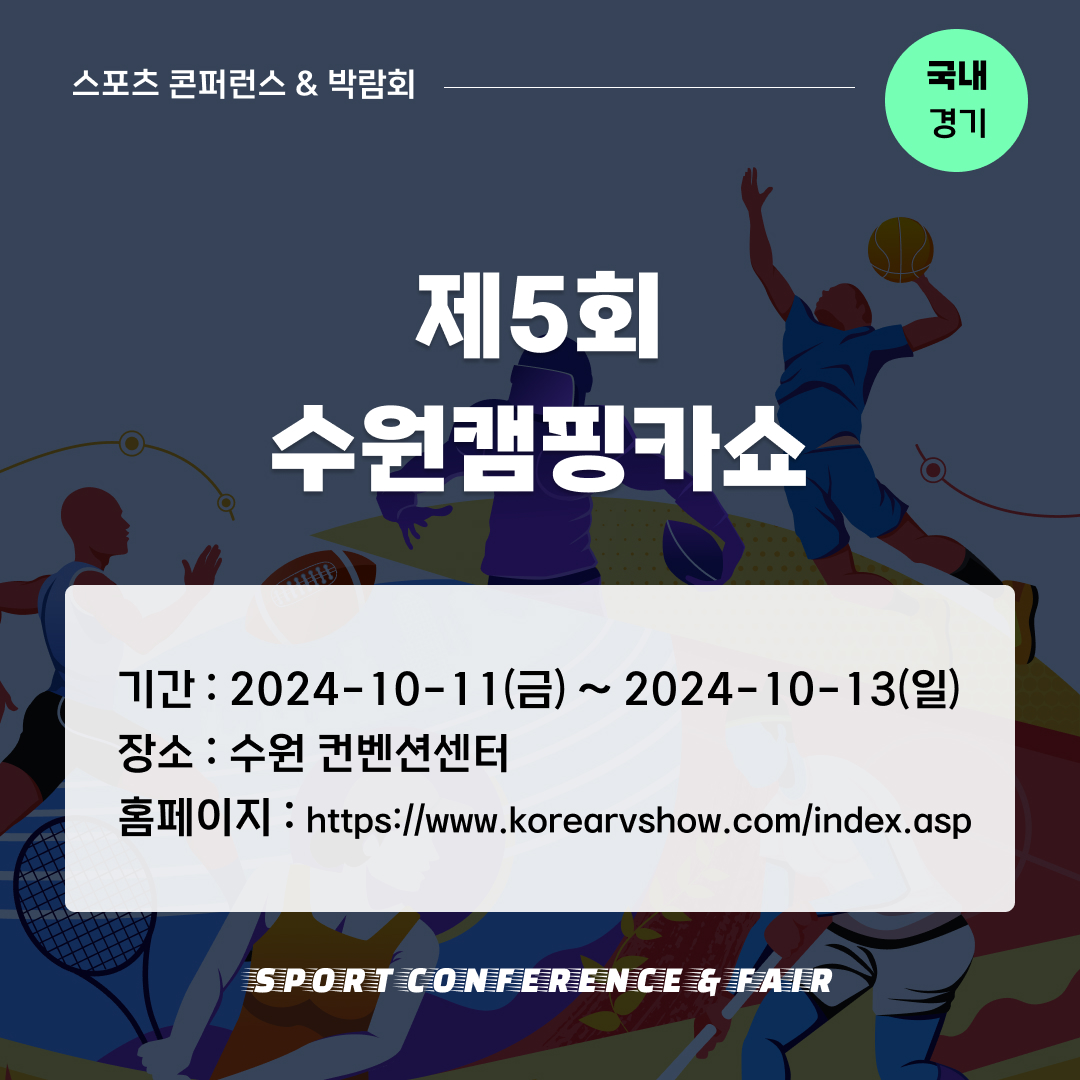 스포츠 콘퍼런스 & 박람회
국내
경기
제5회
수원캠핑카쇼
기간 : 2024-10-11(금) ~ 2024-10-13(일)
장소 : 수원 컨벤션센터
홈페이지 : https://www.korearvshow.com/index.asp
SPORT CONFERENCE & FAIR